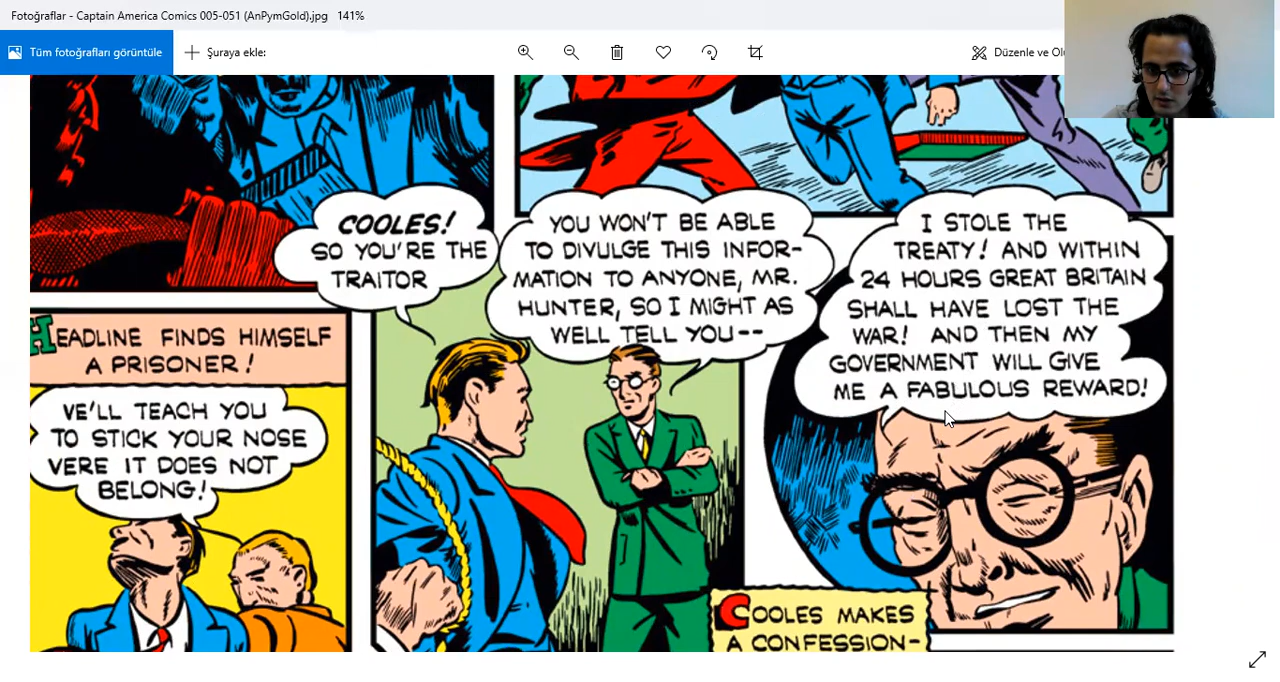 Fotoğraflar - Captain America Comics 005-051 (AnPymGold).jpg   141%
Tüm fotoğrafları görüntüle
Şuraya ekle:
Düzenle ve Ol
COOLES!
SO YOU'RE THE
TRAITOR
YOU WON'T BE ABLE
TO DIVULGE THIS INFOR-
MATION TO ANYONE, MR.
HUNTER, SO I MIGHT AS
WELL TELL YOU--
I STOLE THE
TREATY! AND WITHIN
24 HOURS GREAT BRITAIN
SHALL HAVE LOST THE
WAR! AND THEN MY
GOVERNMENT WILL GIVE
ME A FABULOUS REWARD!
HEADLINE FINDS HIMSELF
A PRISONER!
VE'LL TEACH YOU
TO STICK YOUR NOSE
VERE IT DOES NOT
BELONG!
COOLES MAKES
A CONFESSION-